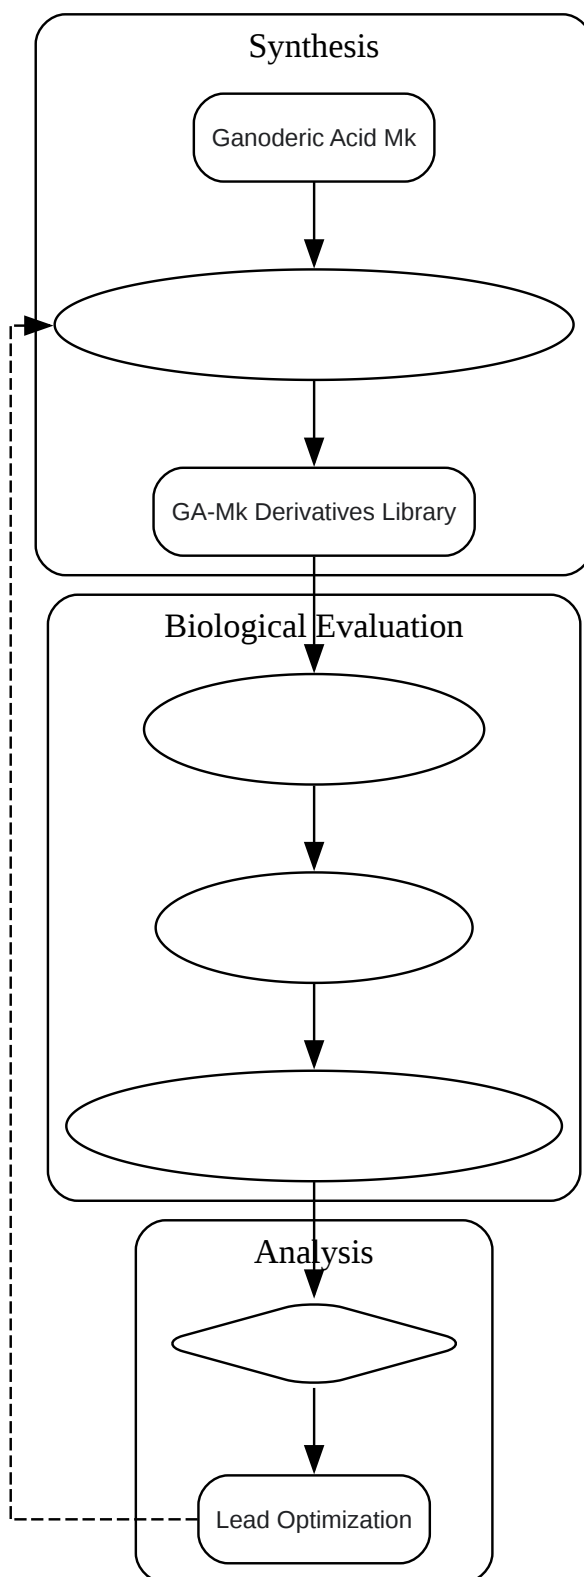 Synthesis
Ganoderic Acid Mk
GA-Mk Derivatives Library
Biological Evaluation
Analysis
Lead Optimization